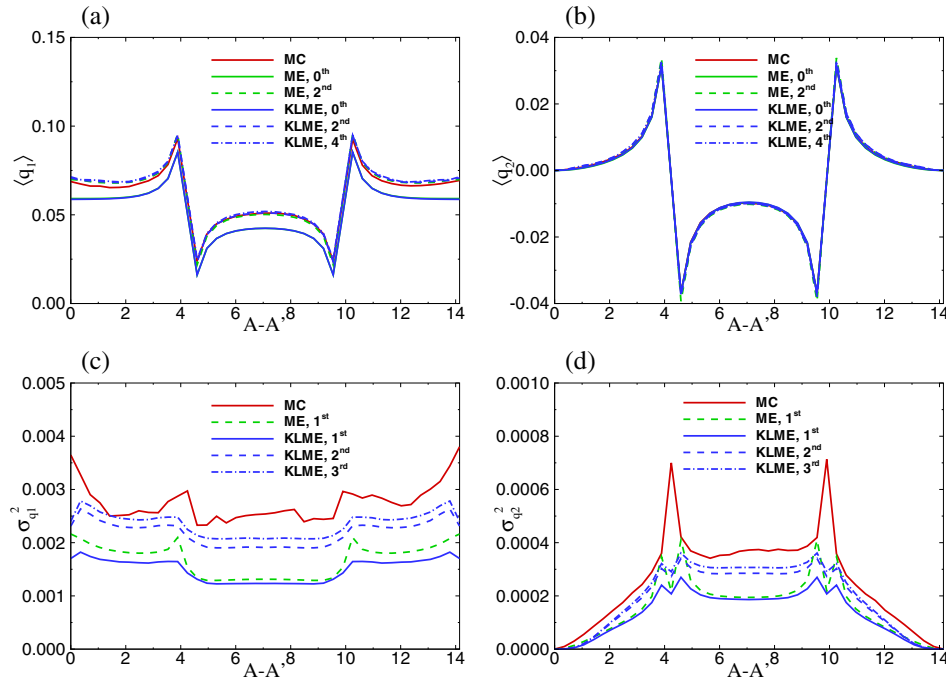 (a)
0.15
0.10
0.05
0.00
⟨q₁⟩
MC
ME, 0ᵗʰ
ME, 2ⁿᵈ
KLME, 0ᵗʰ
KLME, 2ⁿᵈ
KLME, 4ᵗʰ
0 2 4 6 8 10 12 14
A-A'
(b)
0.04
0.02
0.00
-0.02
-0.04
⟨q₂⟩
MC
ME, 0ᵗʰ
ME, 2ⁿᵈ
KLME, 0ᵗʰ
KLME, 2ⁿᵈ
KLME, 4ᵗʰ
0 2 4 6 8 10 12 14
A-A'
(c)
0.005
0.004
0.003
0.002
0.001
0.000
σ²q1
MC
ME, 1ˢᵗ
KLME, 1ˢᵗ
KLME, 2ⁿᵈ
KLME, 3ʳᵈ
0 2 4 6 8 10 12 14
A-A'
(d)
0.0010
0.0008
0.0006
0.0004
0.0002
0.0000
σ²q2
MC
ME, 1ˢᵗ
KLME, 1ˢᵗ
KLME, 2ⁿᵈ
KLME, 3ʳᵈ
0 2 4 6 8 10 12 14
A-A'